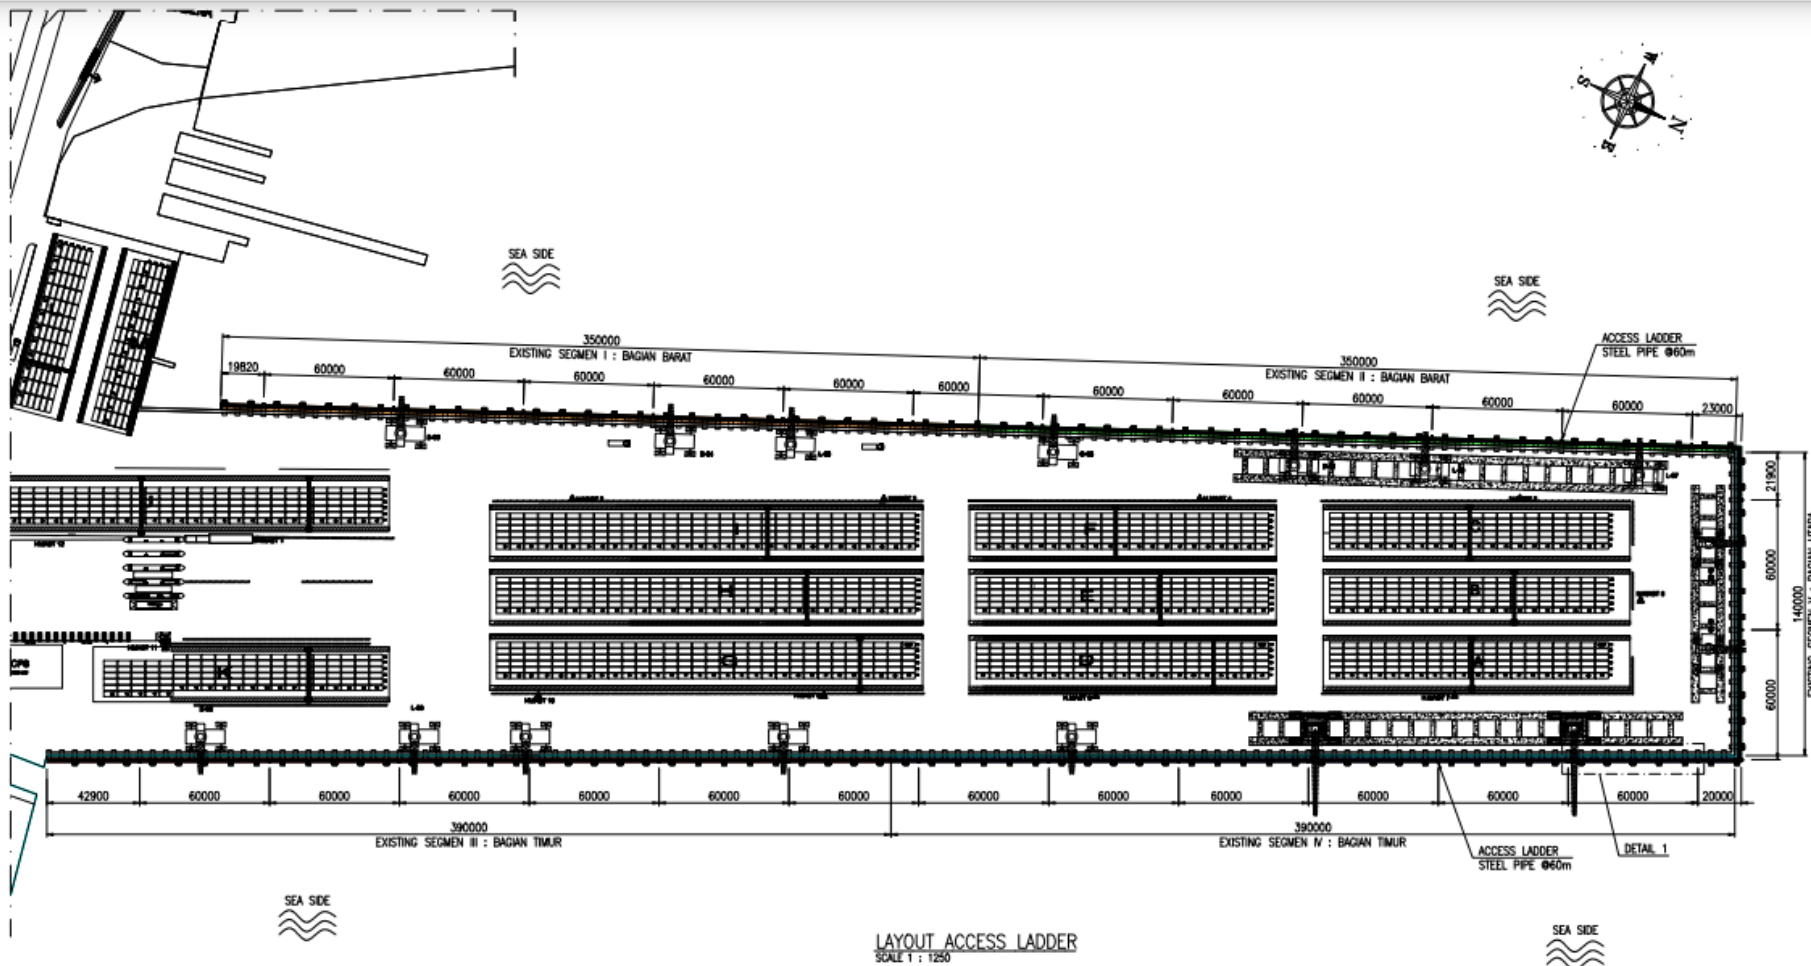 W
S
N
SEA SIDE
SEA SIDE
ACCESS LADDER
STEEL PIPE @60m
350000
EXISTING SEGMEN I : BAGIAN BARAT
350000
EXISTING SEGMEN II : BAGIAN BARAT
19820
60000
60000
60000
60000
60000
60000
60000
60000
60000
60000
60000
23000
21900
60000
60000
140000
I
F
C
H
E
B
G
D
A
K
J
42900
60000
60000
60000
60000
60000
60000
60000
60000
60000
60000
60000
60000
20000
390000
EXISTING SEGMEN III : BAGIAN TIMUR
390000
EXISTING SEGMEN IV : BAGIAN TIMUR
ACCESS LADDER
STEEL PIPE @60m
DETAIL 1
SEA SIDE
SEA SIDE
LAYOUT ACCESS LADDER
SCALE 1 : 1250